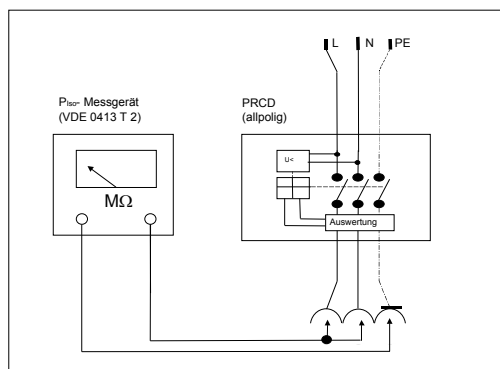 L N PE
PIso- Messgerät
(VDE 0413 T 2)
PRCD
(allpolig)
U<
MΩ
Auswertung